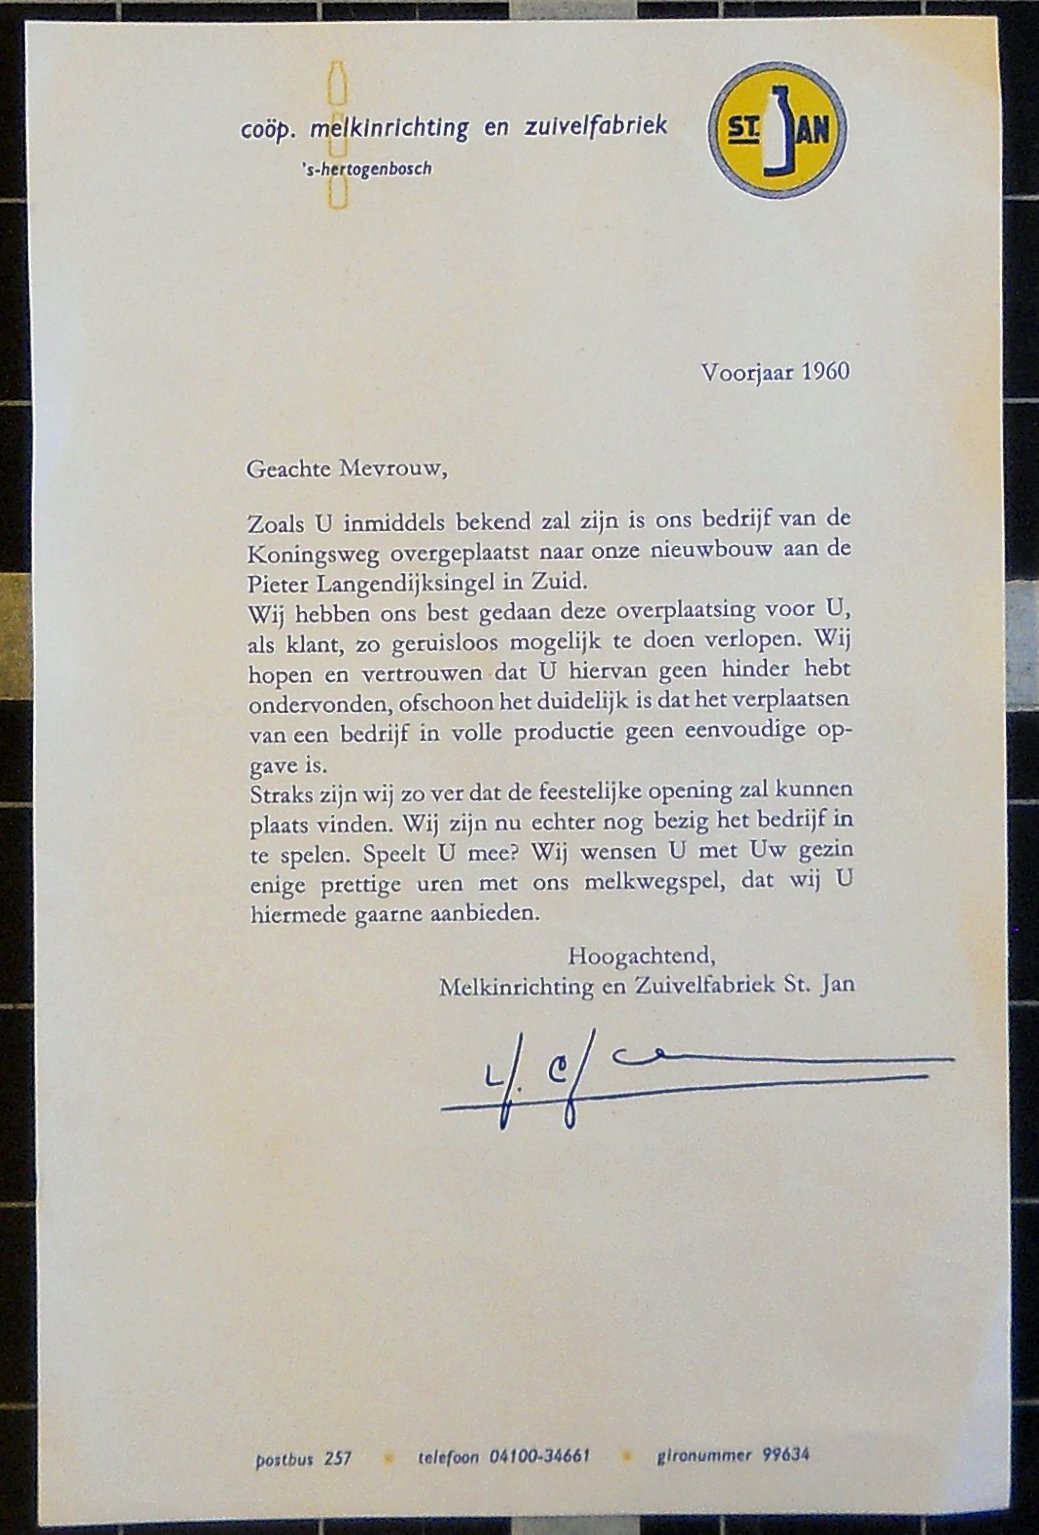 coöp. melkinrichting en zuivelfabriek
's-hertogenbosch
ST. JAN
Voorjaar 1960
Geachte Mevrouw,
Zoals U inmiddels bekend zal zijn is ons bedrijf van de
Koningsweg overgeplaatst naar onze nieuwbouw aan de
Pieter Langendijksingel in Zuid.
Wij hebben ons best gedaan deze overplaatsing voor U,
als klant, zo geruisloos mogelijk te doen verlopen. Wij
hopen en vertrouwen dat U hiervan geen hinder hebt
ondervonden, ofschoon het duidelijk is dat het verplaatsen
van een bedrijf in volle productie geen eenvoudige op-
gave is.
Straks zijn wij zo ver dat de feestelijke opening zal kunnen
plaats vinden. Wij zijn nu echter nog bezig het bedrijf in
te spelen. Speelt U mee? Wij wensen U met Uw gezin
enige prettige uren met ons melkwegspel, dat wij U
hiermede gaarne aanbieden.
Hoogachtend,
Melkinrichting en Zuivelfabriek St. Jan
postbus 257 telefoon 04100-34661 gironummer 99634